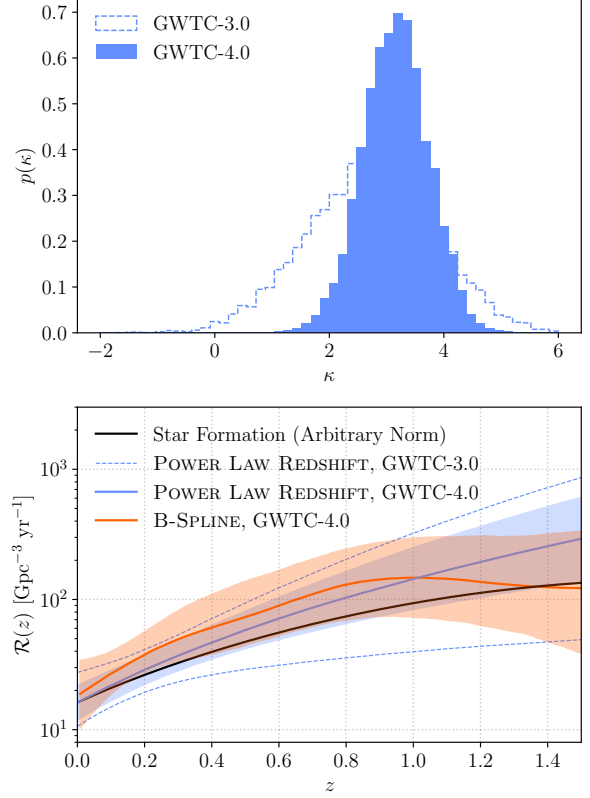 GWTC-3.0
GWTC-4.0
p(κ)
0.7
0.6
0.5
0.4
0.3
0.2
0.1
0.0
−2 0 2 4 6
κ
Star Formation (Arbitrary Norm)
Power Law Redshift, GWTC-3.0
Power Law Redshift, GWTC-4.0
B-Spline, GWTC-4.0
ℛ(z) [Gpc⁻³ yr⁻¹]
10³
10²
10¹
0.0 0.2 0.4 0.6 0.8 1.0 1.2 1.4
z